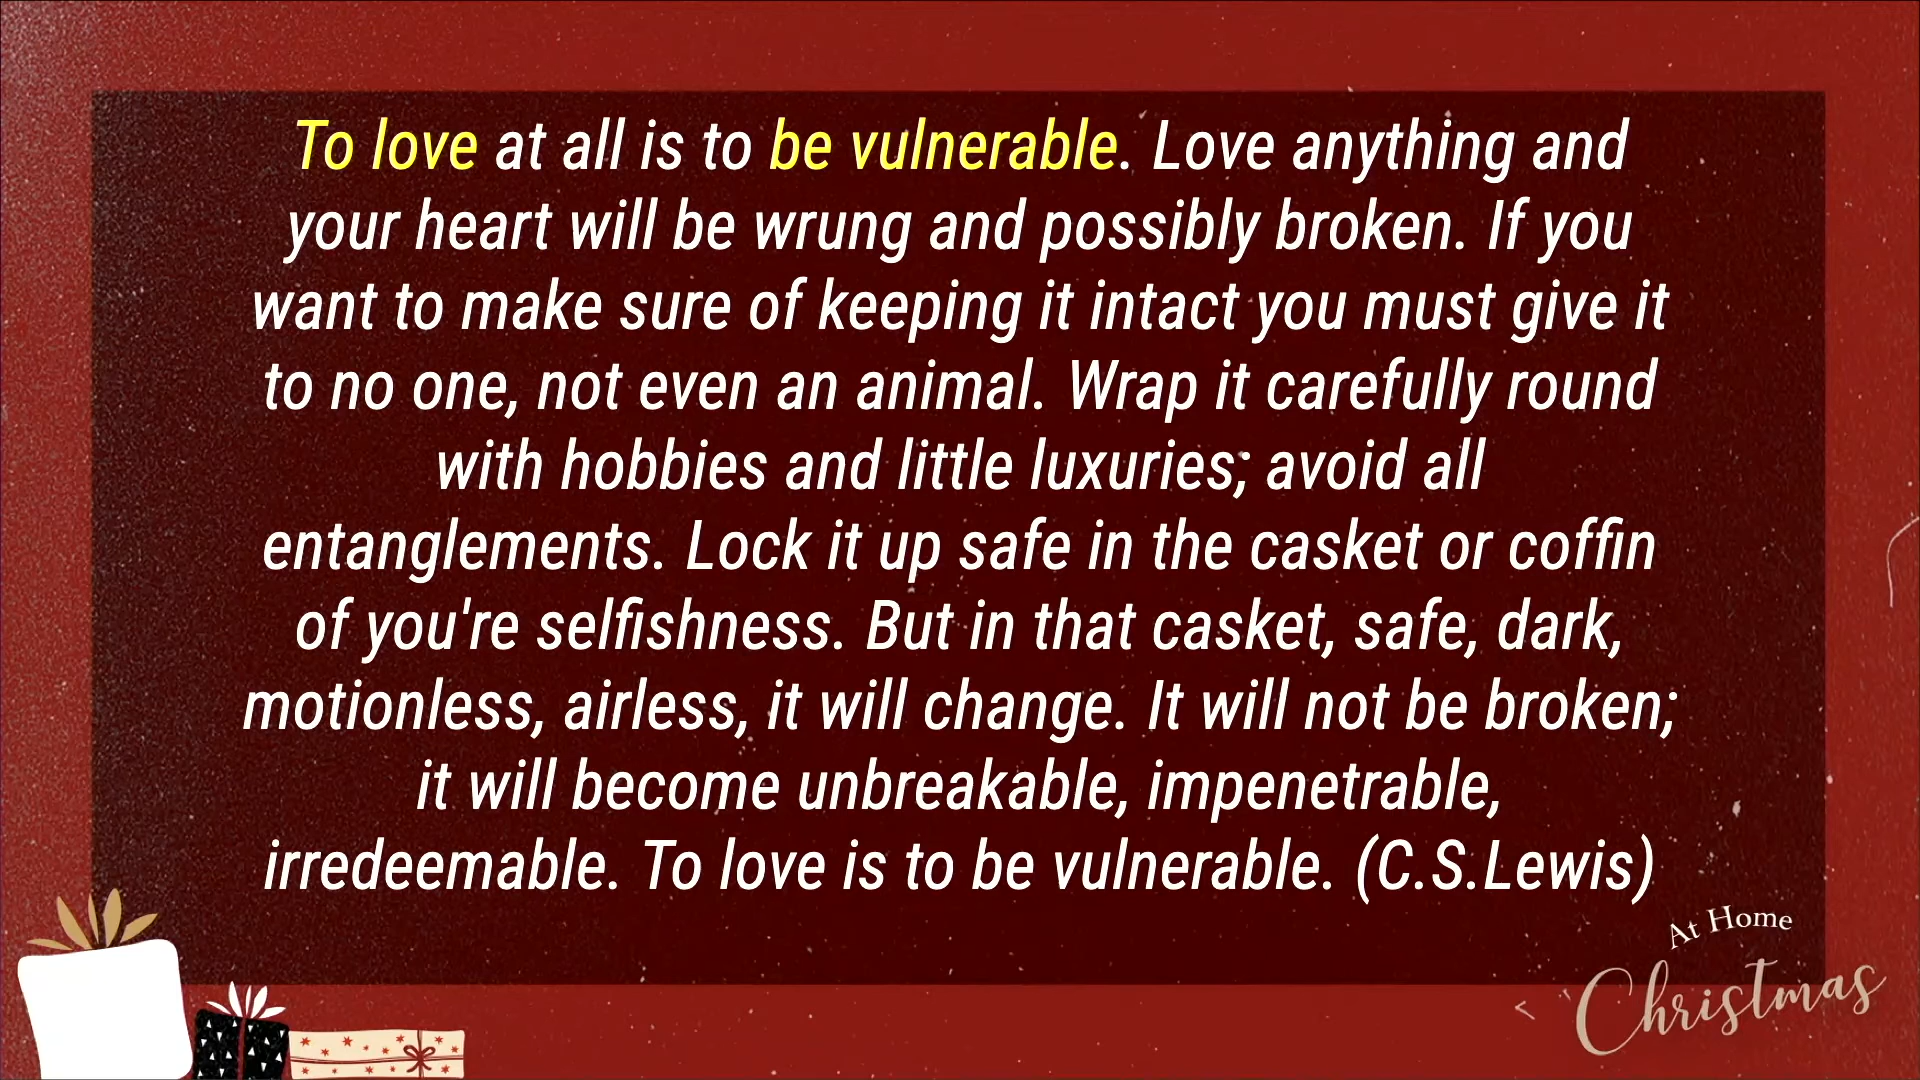 To love at all is to be vulnerable. Love anything and
your heart will be wrung and possibly broken. If you
want to make sure of keeping it intact you must give it
to no one, not even an animal. Wrap it carefully round
with hobbies and little luxuries; avoid all
entanglements. Lock it up safe in the casket or coffin
of you're selfishness. But in that casket, safe, dark,
motionless, airless, it will change. It will not be broken;
it will become unbreakable, impenetrable,
irredeemable. To love is to be vulnerable. (C.S.Lewis)
At Home
Christmas